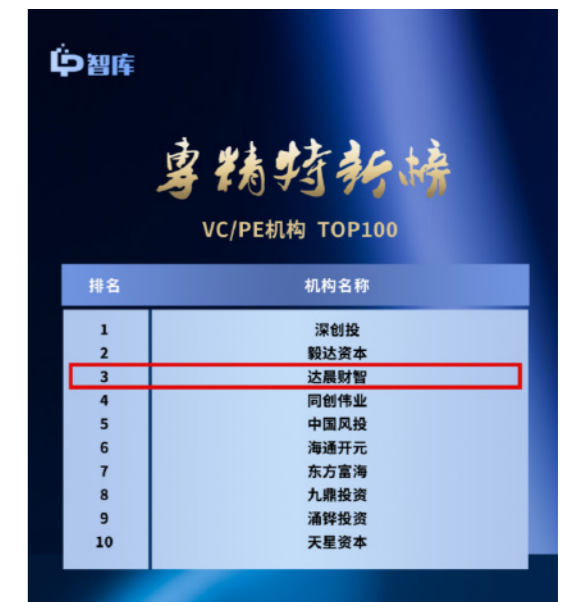 LP智库
专精特新榜
VC/PE机构 TOP100
排名 机构名称
1 深创投
2 毅达资本
3 达晨财智
4 同创伟业
5 中国风投
6 海通开元
7 东方富海
8 九鼎投资
9 涌铧投资
10 天星资本